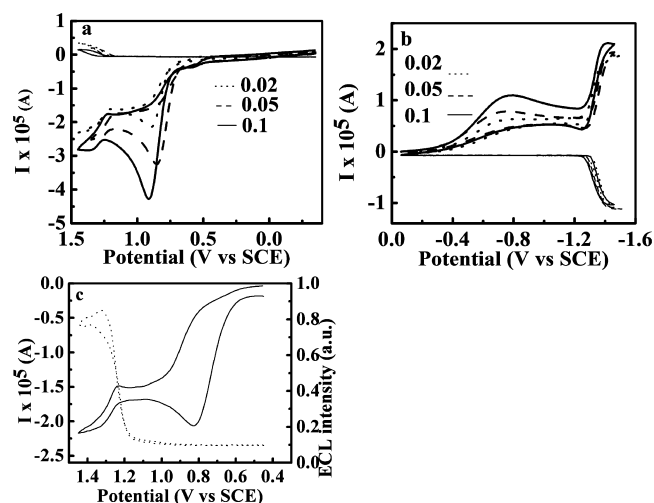 a
I x 10⁵ (A)
0
-1
-2
-3
-4
-5
0.02
0.05
0.1
1.5 1.0 0.5 0.0
Potential (V vs SCE)
b
I x 10⁵ (A)
2
1
0
-1
0.02
0.05
0.1
0.0 -0.4 -0.8 -1.2 -1.6
Potential (V vs SCE)
c
I x 10⁵ (A)
0.0
-0.5
-1.0
-1.5
-2.0
-2.5
1.0
0.8
0.6
0.4
0.2
0.0
ECL intensity (a.u.)
1.4 1.2 1.0 0.8 0.6 0.4
Potential (V vs SCE)